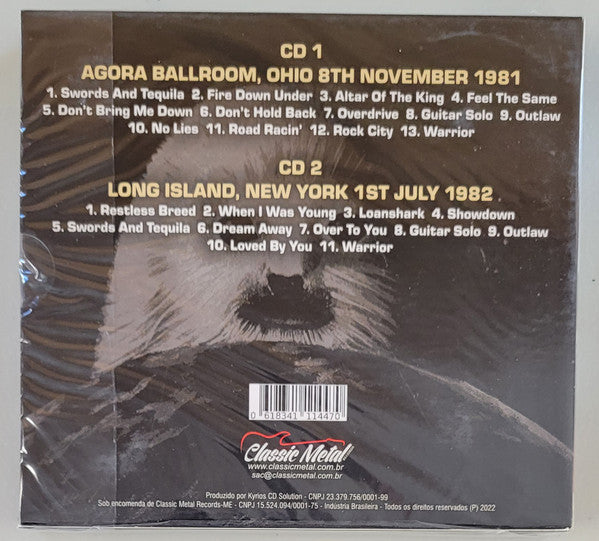 CD 1
AGORA BALLROOM, OHIO 8TH NOVEMBER 1981
1. Swords And Tequila 2. Fire Down Under 3. Altar Of The King 4. Feel The Same
5. Don't Bring Me Down 6. Don't Hold Back 7. Overdrive 8. Guitar Solo 9. Outlaw
10. No Lies 11. Road Racin' 12. Rock City 13. Warrior
CD 2
LONG ISLAND, NEW YORK 1ST JULY 1982
1. Restless Breed 2. When I Was Young 3. Loanshark 4. Showdown
5. Swords And Tequila 6. Dream Away 7. Over To You 8. Guitar Solo 9. Outlaw
10. Loved By You 11. Warrior
0 618341 114470
Classic Metal
www.classicmetal.com.br
sac@classicmetal.com.br
Produzido por Kyrios CD Solution - CNPJ 23.379.756/0001-99
Sob encomenda de Classic Metal Records-ME - CNPJ 15.524.094/0001-75 - Indústria Brasileira - Todos os direitos reservados (P) 2022